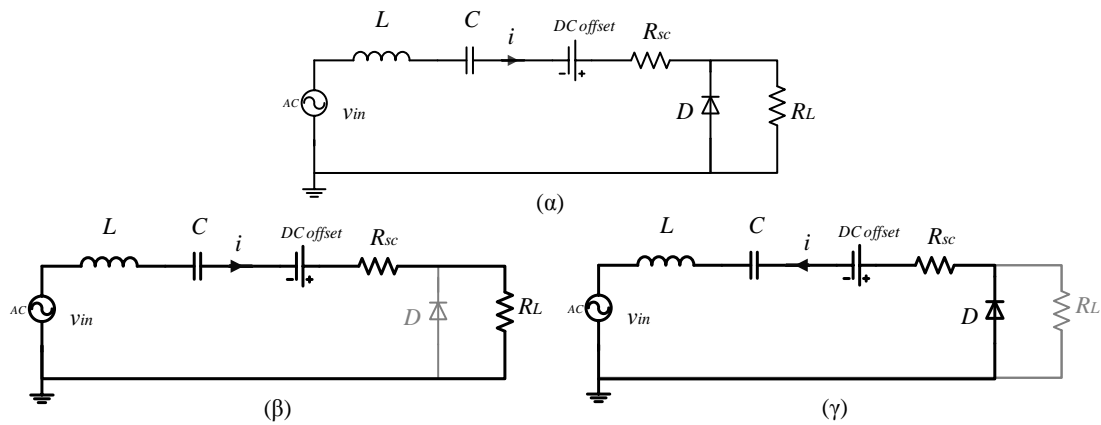 L
C
i
DC offset
- +
Rsc
AC
vin
D
RL
(α)
L
C
i
DC offset
- +
Rsc
AC
vin
D
RL
(β)
L
C
i
DC offset
- +
Rsc
AC
vin
D
RL
(γ)